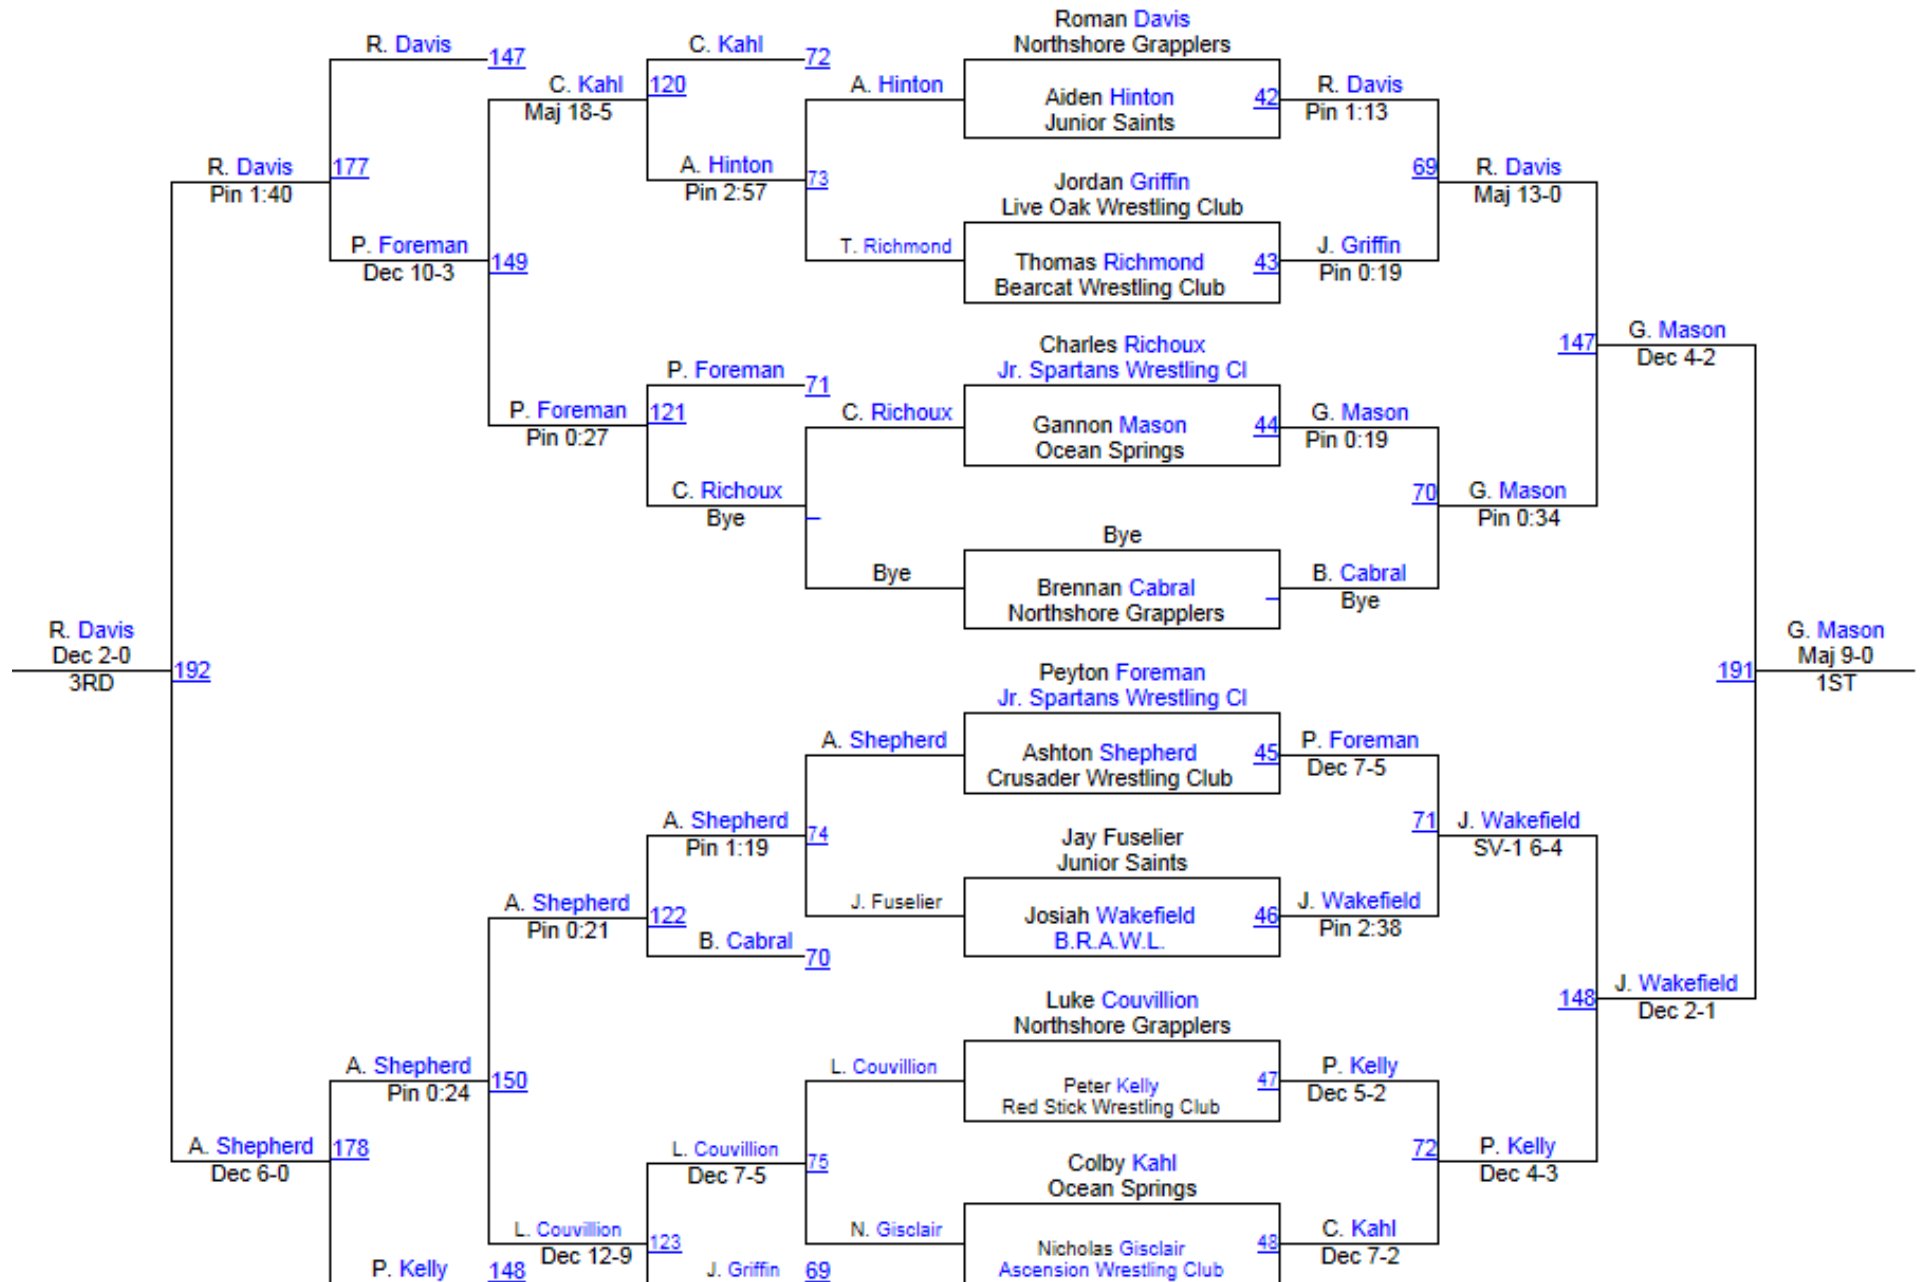 Roman Davis
R. Davis
C. Kahl
Northshore Grapplers
147
72
C. Kahl
120
A. Hinton
R. Davis
Maj 18-5
Aiden Hinton
42
Pin 1:13
Junior Saints
R. Davis
177
A. Hinton
73
69
R. Davis
Pin 1:40
Pin 2:57
Jordan Griffin
Maj 13-0
Live Oak Wrestling Club
P. Foreman
T. Richmond
J. Griffin
Dec 10-3
149
Thomas Richmond
43
Pin 0:19
Bearcat Wrestling Club
Charles Richoux
147
G. Mason
P. Foreman
71
Jr. Spartans Wrestling Cl
Dec 4-2
P. Foreman
121
C. Richoux
G. Mason
Pin 0:27
Gannon Mason
44
Pin 0:19
Ocean Springs
C. Richoux
70
G. Mason
Bye
Pin 0:34
Bye
Bye
B. Cabral
Brennan Cabral
Bye
Northshore Grapplers
R. Davis
G. Mason
Dec 2-0
192
191
Maj 9-0
3RD
1ST
Peyton Foreman
Jr. Spartans Wrestling Cl
A. Shepherd
P. Foreman
Ashton Shepherd
45
Dec 7-5
Crusader Wrestling Club
A. Shepherd
74
71
J. Wakefield
Pin 1:19
Jay Fuselier
SV-1 6-4
Junior Saints
A. Shepherd
122
J. Fuselier
J. Wakefield
Pin 0:21
Josiah Wakefield
46
Pin 2:38
B. Cabral
70
B.R.A.W.L.
Luke Couvillion
148
J. Wakefield
Northshore Grapplers
Dec 2-1
A. Shepherd
150
L. Couvillion
P. Kelly
Pin 0:24
Peter Kelly
47
Dec 5-2
Red Stick Wrestling Club
A. Shepherd
178
L. Couvillion
75
72
P. Kelly
Dec 6-0
Dec 7-5
Colby Kahl
Dec 4-3
Ocean Springs
L. Couvillion
123
N. Gisclair
C. Kahl
Dec 12-9
Nicholas Gisclair
48
Dec 7-2
P. Kelly
148
J. Griffin
69
Ascension Wrestling Club